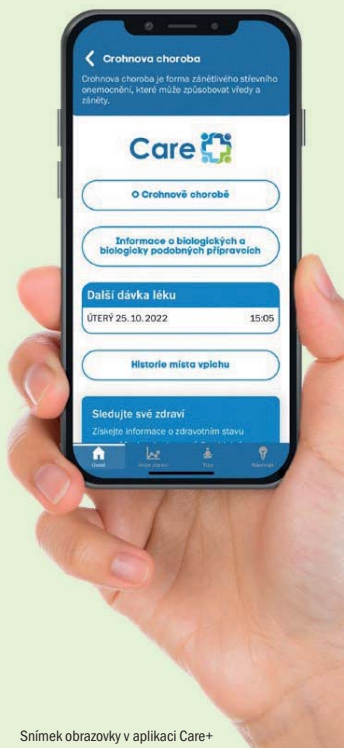 Crohnova choroba
Crohnova choroba je forma zánětlivého střevního
onemocnění, které může způsobovat vředy a
záněty.
Care
O Crohnově chorobě
Informace o biologických a
biologicky podobných přípravcích
Další dávka léku
ÚTERÝ 25. 10. 2022 15:05
Historie místa vpichu
Sledujte své zdraví
Získejte informace o zdravotním stavu
Úvod
Snímek obrazovky v aplikaci Care+